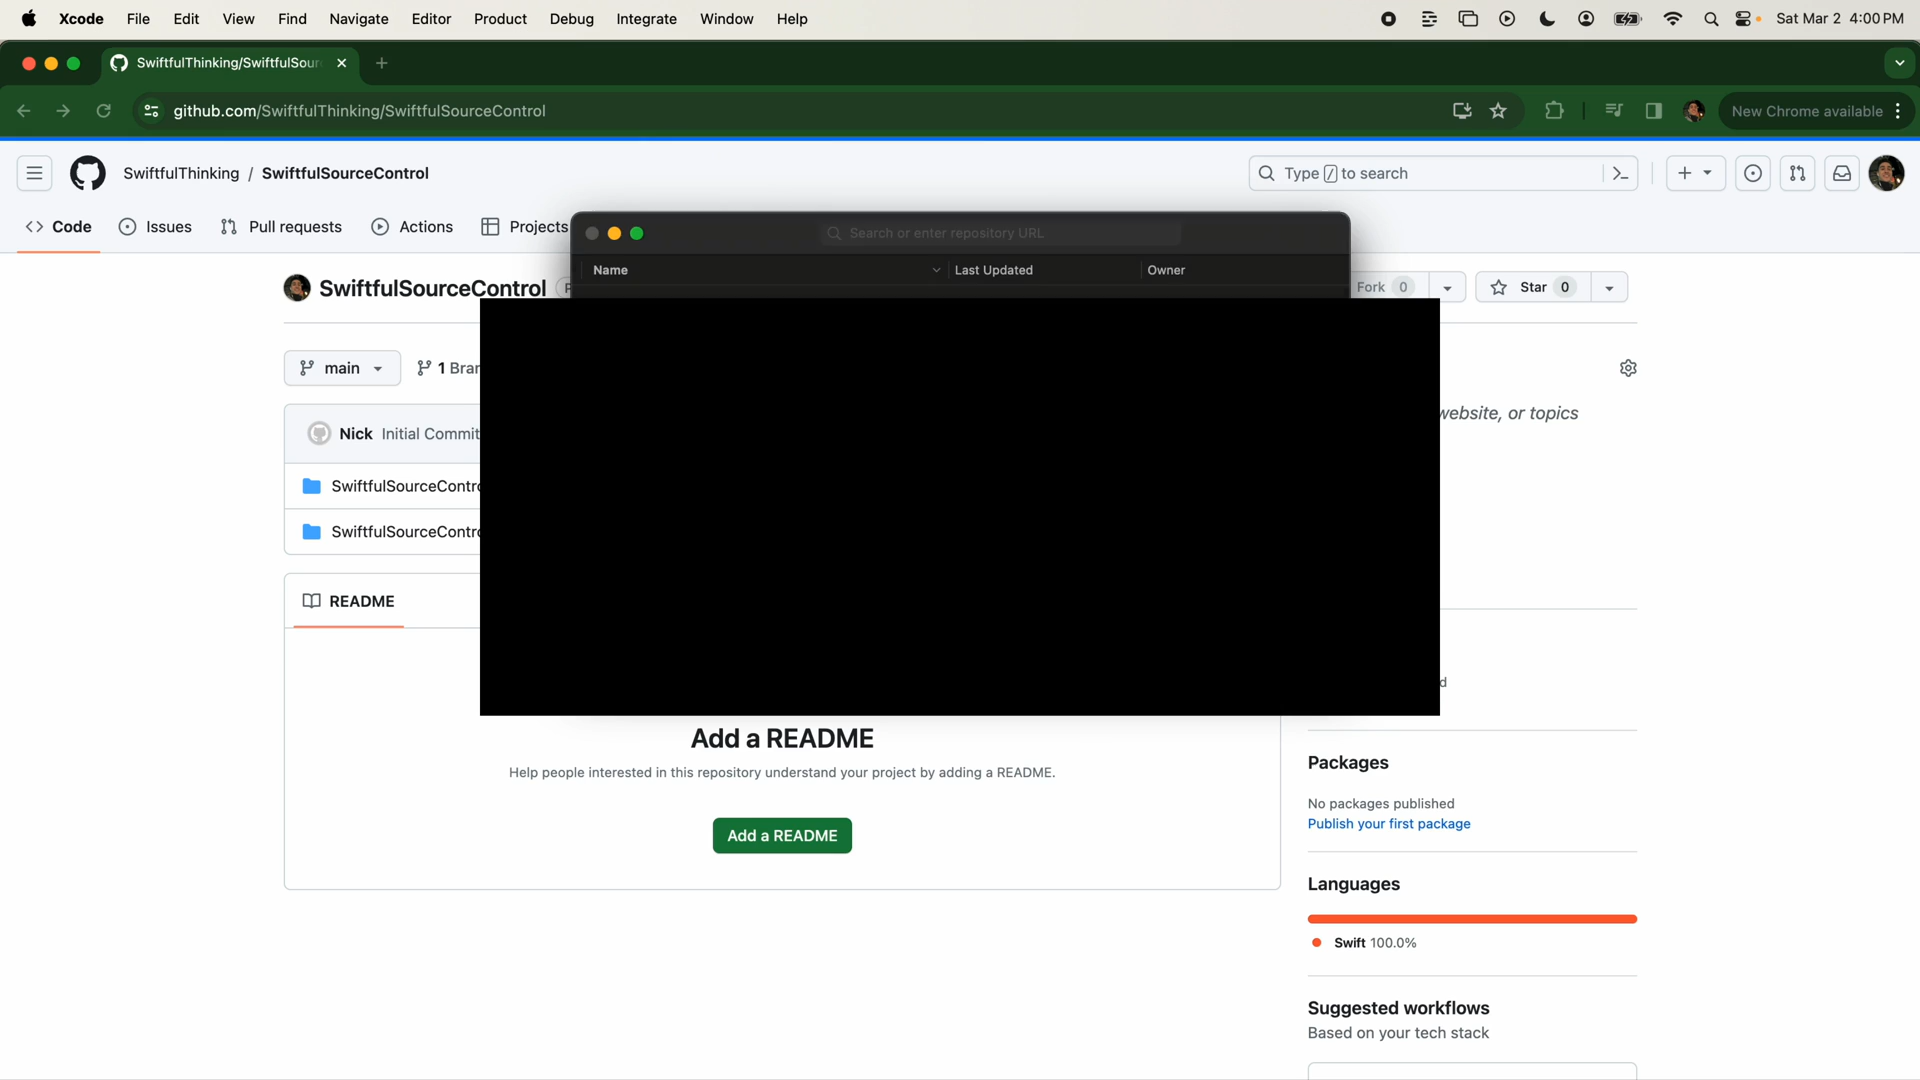 Xcode File Edit View Find Navigate Editor Product Debug Integrate Window Help Sat Mar 2 4:00 PM
SwiftfulThinking/SwiftfulSour
github.com/SwiftfulThinking/SwiftfulSourceControl New Chrome available
SwiftfulThinking / SwiftfulSourceControl Type / to search
Code Issues Pull requests Actions Projects
Search or enter repository URL
Name Last Updated Owner
SwiftfulSourceControl Fork 0 Star 0
main 1 Bran
website, or topics
Nick Initial Commit
SwiftfulSourceContro
SwiftfulSourceContro
README
d
Add a README
Help people interested in this repository understand your project by adding a README.
Add a README
Packages
No packages published
Publish your first package
Languages
Swift 100.0%
Suggested workflows
Based on your tech stack